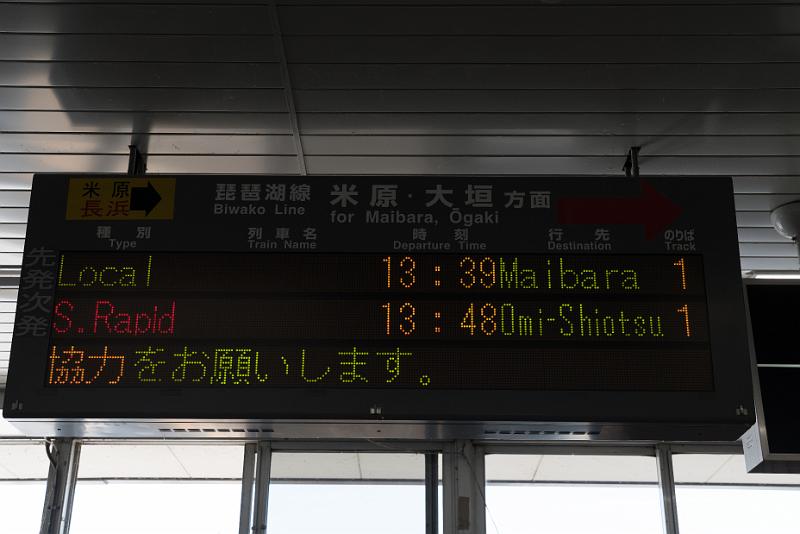 米原
長浜
琵琶湖線 米原・大垣方面
Biwako Line for Maibara, Ōgaki
種別 列車名 時刻 行先 のりば
Type Train Name Departure Time Destination Track
先発 Local 13:39 Maibara 1
次発 S.Rapid 13:48 Omi-Shiotsu 1
協力をお願いします。